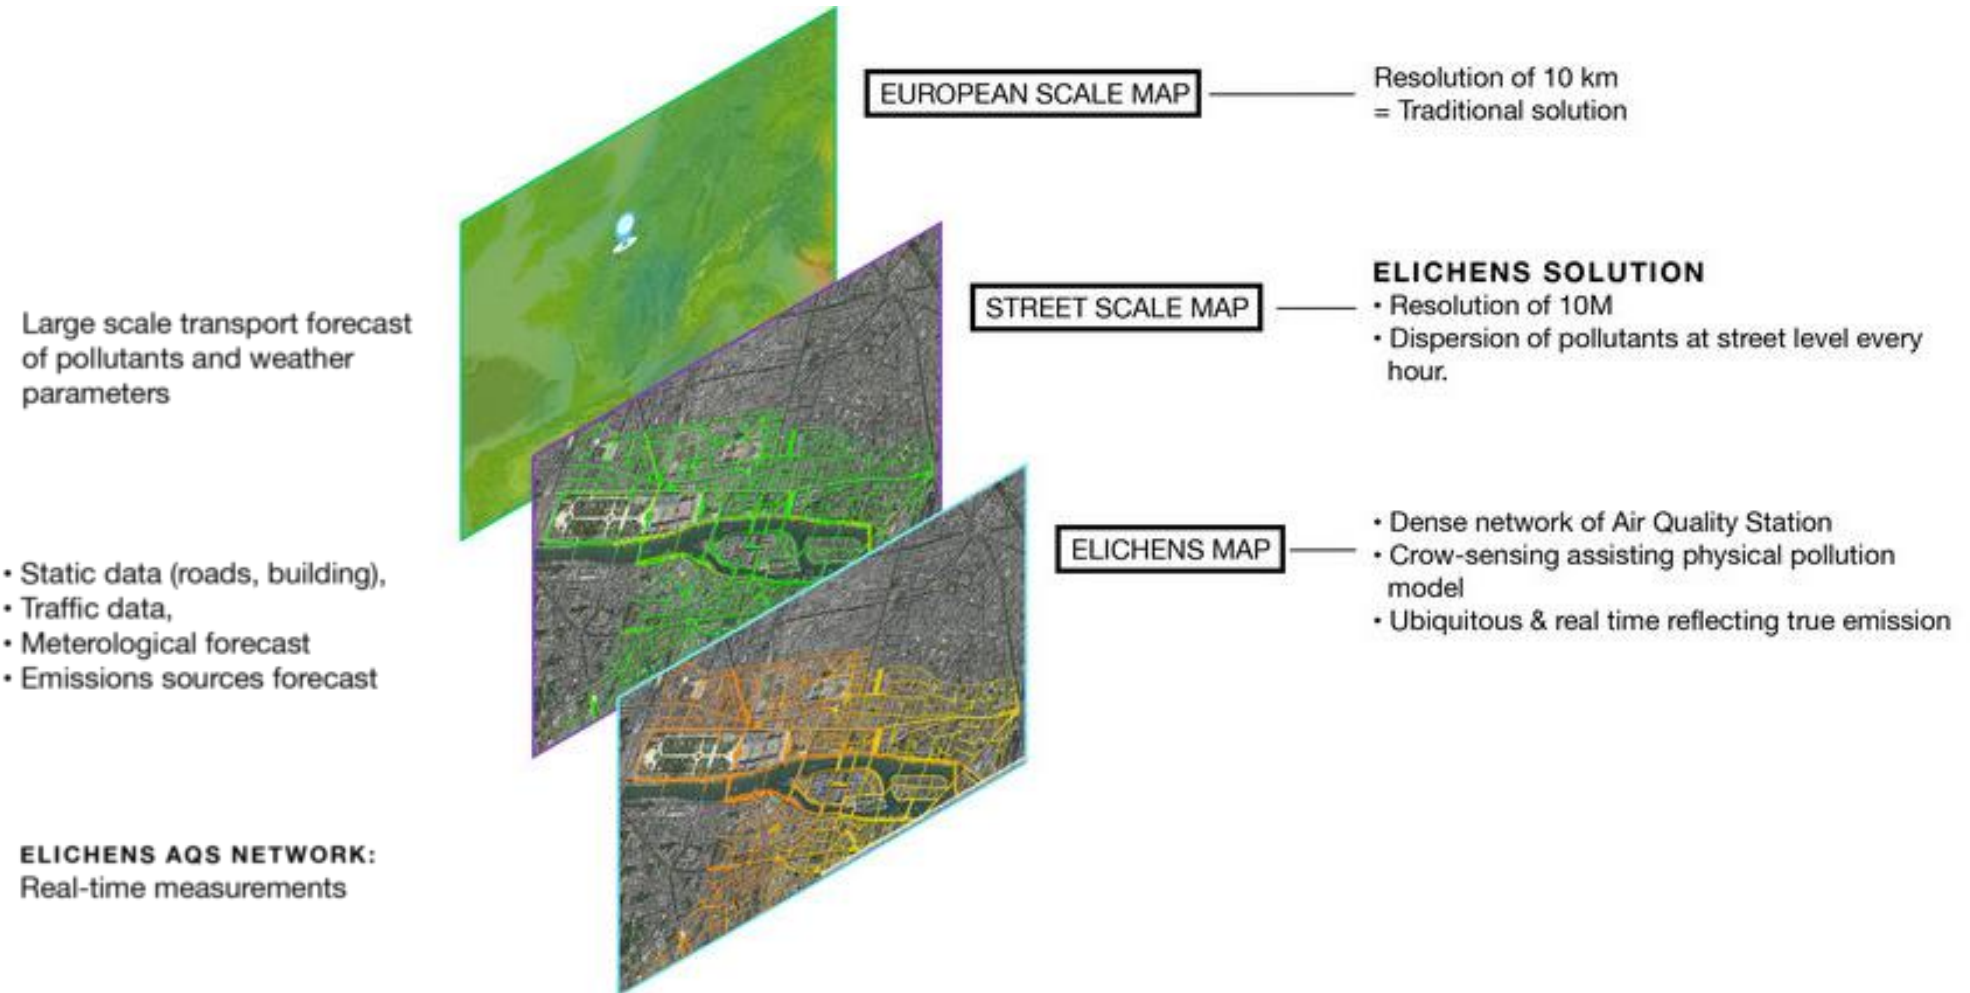 EUROPEAN SCALE MAP
Resolution of 10 km
= Traditional solution
Large scale transport forecast
of pollutants and weather
parameters
STREET SCALE MAP
ELICHENS SOLUTION
• Resolution of 10M
• Dispersion of pollutants at street level every
hour.
• Static data (roads, building),
• Traffic data,
• Meterological forecast
• Emissions sources forecast
ELICHENS MAP
• Dense network of Air Quality Station
• Crow-sensing assisting physical pollution
model
• Ubiquitous & real time reflecting true emission
ELICHENS AQS NETWORK:
Real-time measurements